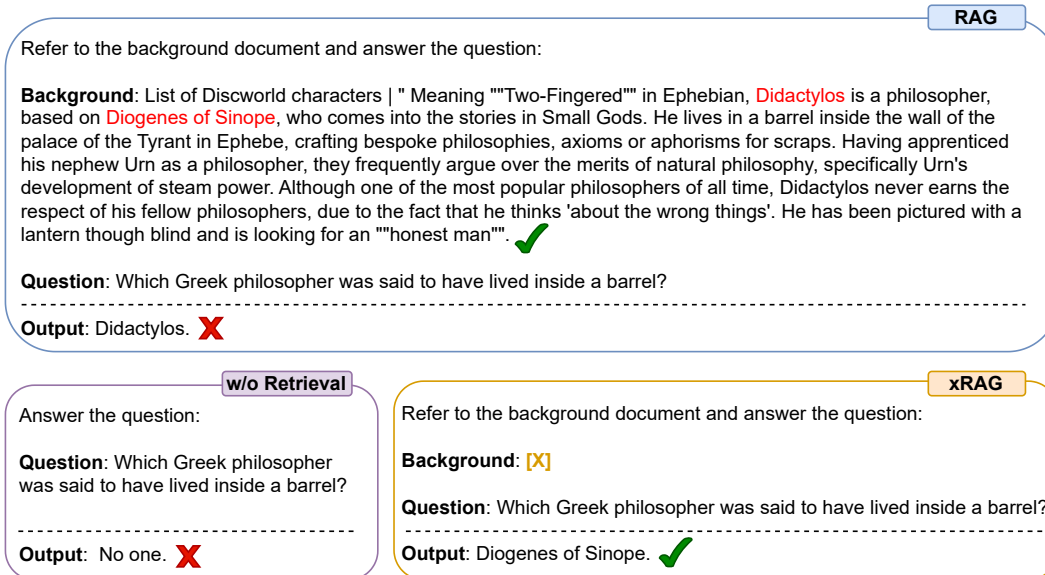 RAG
Refer to the background document and answer the question:
Background: List of Discworld characters | " Meaning ""Two-Fingered"" in Ephebian, Didactylos is a philosopher,
based on Diogenes of Sinope, who comes into the stories in Small Gods. He lives in a barrel inside the wall of the
palace of the Tyrant in Ephebe, crafting bespoke philosophies, axioms or aphorisms for scraps. Having apprenticed
his nephew Urn as a philosopher, they frequently argue over the merits of natural philosophy, specifically Urn's
development of steam power. Although one of the most popular philosophers of all time, Didactylos never earns the
respect of his fellow philosophers, due to the fact that he thinks 'about the wrong things'. He has been pictured with a
lantern though blind and is looking for an ""honest man"".
Question: Which Greek philosopher was said to have lived inside a barrel?
Output: Didactylos.
w/o Retrieval
Answer the question:
Question: Which Greek philosopher
was said to have lived inside a barrel?
Output: No one.
xRAG
Refer to the background document and answer the question:
Background: [X]
Question: Which Greek philosopher was said to have lived inside a barrel?
Output: Diogenes of Sinope.